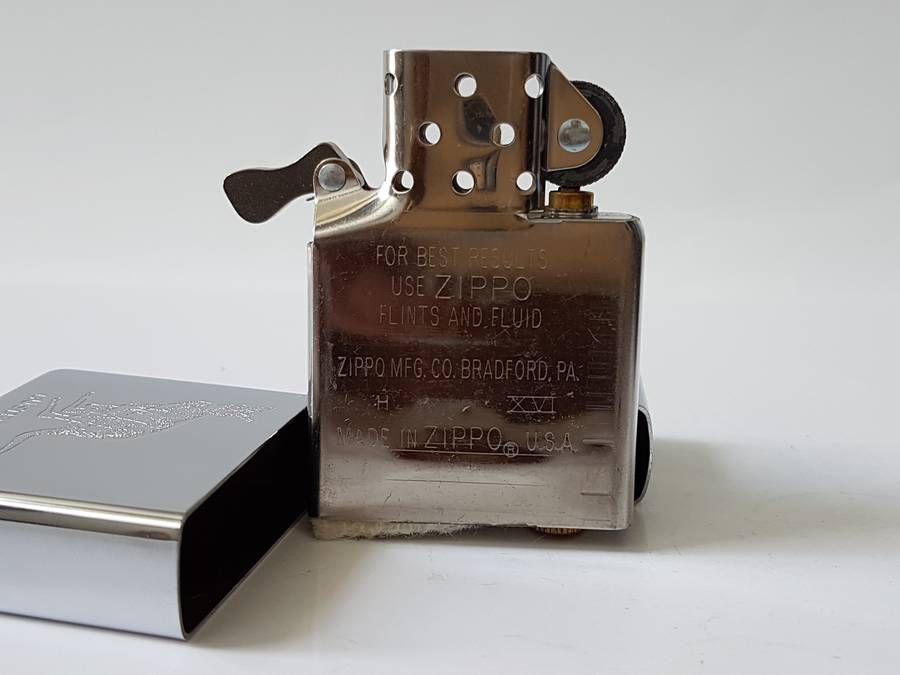 FOR BEST RESULTS
USE ZIPPO
FLINTS AND FLUID
ZIPPO MFG. CO. BRADFORD, PA.
H XVI
MADE IN ZIPPO® U.S.A.